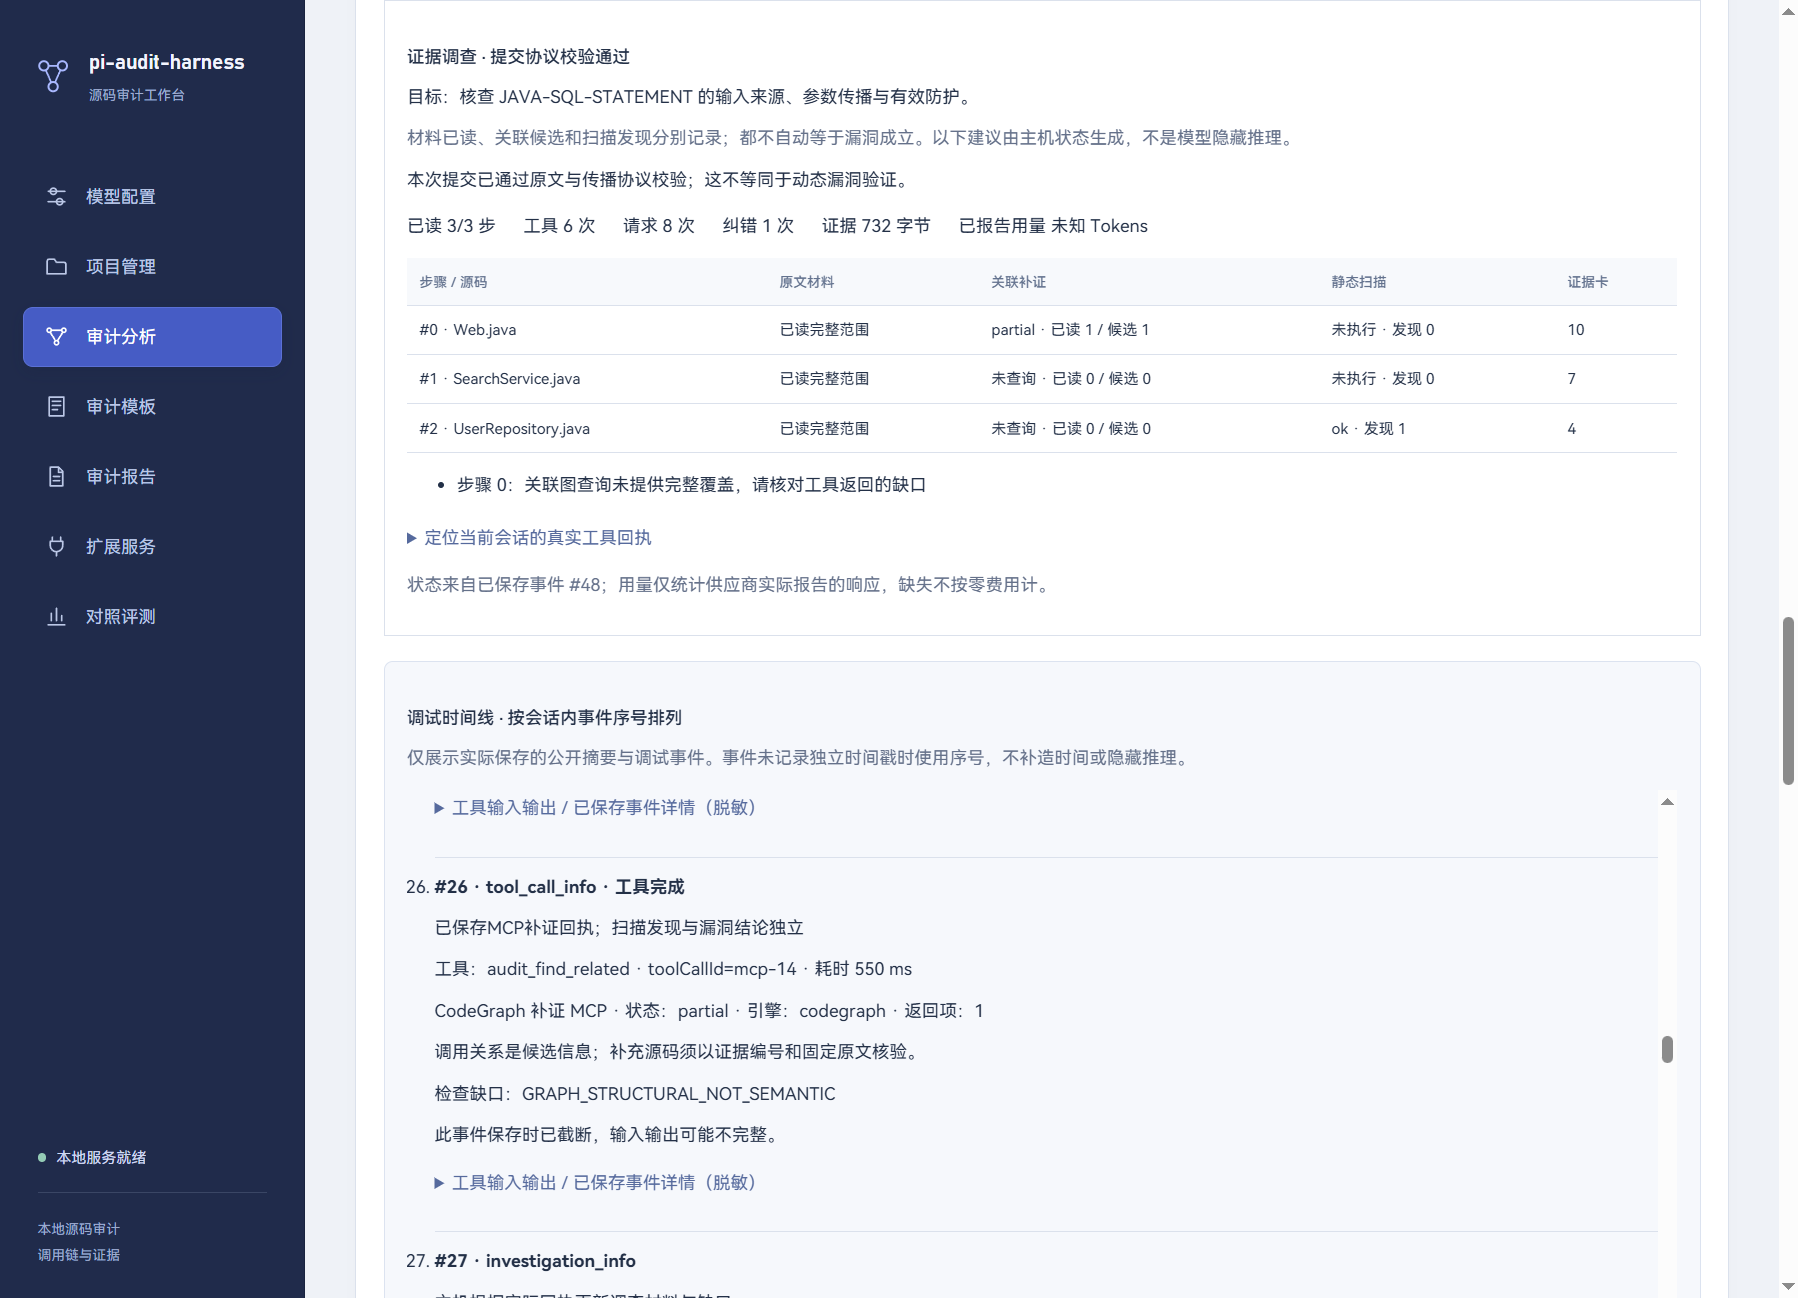 pi-audit-harness
源码审计工作台
模型配置
项目管理
审计分析
审计模板
审计报告
扩展服务
对照评测
本地服务就绪
本地源码审计
调用链与证据
证据调查 · 提交协议校验通过
目标：核查 JAVA-SQL-STATEMENT 的输入来源、参数传播与有效防护。
材料已读、关联候选和扫描发现分别记录；都不自动等于漏洞成立。以下建议由主机状态生成，不是模型隐藏推理。
本次提交已通过原文与传播协议校验；这不等同于动态漏洞验证。
已读 3/3 步 工具 6 次 请求 8 次 纠错 1 次 证据 732 字节 已报告用量 未知 Tokens
步骤 / 源码 原文材料 关联补证 静态扫描 证据卡
#0 · Web.java 已读完整范围 partial · 已读 1 / 候选 1 未执行 · 发现 0 10
#1 · SearchService.java 已读完整范围 未查询 · 已读 0 / 候选 0 未执行 · 发现 0 7
#2 · UserRepository.java 已读完整范围 未查询 · 已读 0 / 候选 0 ok · 发现 1 4
• 步骤 0：关联图查询未提供完整覆盖，请核对工具返回的缺口
▶ 定位当前会话的真实工具回执
状态来自已保存事件 #48；用量仅统计供应商实际报告的响应，缺失不按零费用计。
调试时间线 · 按会话内事件序号排列
仅展示实际保存的公开摘要与调试事件。事件未记录独立时间戳时使用序号，不补造时间或隐藏推理。
▶ 工具输入输出 / 已保存事件详情（脱敏）
26. #26 · tool_call_info · 工具完成
已保存MCP补证回执；扫描发现与漏洞结论独立
工具：audit_find_related · toolCallId=mcp-14 · 耗时 550 ms
CodeGraph 补证 MCP · 状态：partial · 引擎：codegraph · 返回项：1
调用关系是候选信息；补充源码须以证据编号和固定原文核验。
检查缺口：GRAPH_STRUCTURAL_NOT_SEMANTIC
此事件保存时已截断，输入输出可能不完整。
▶ 工具输入输出 / 已保存事件详情（脱敏）
27. #27 · investigation_info